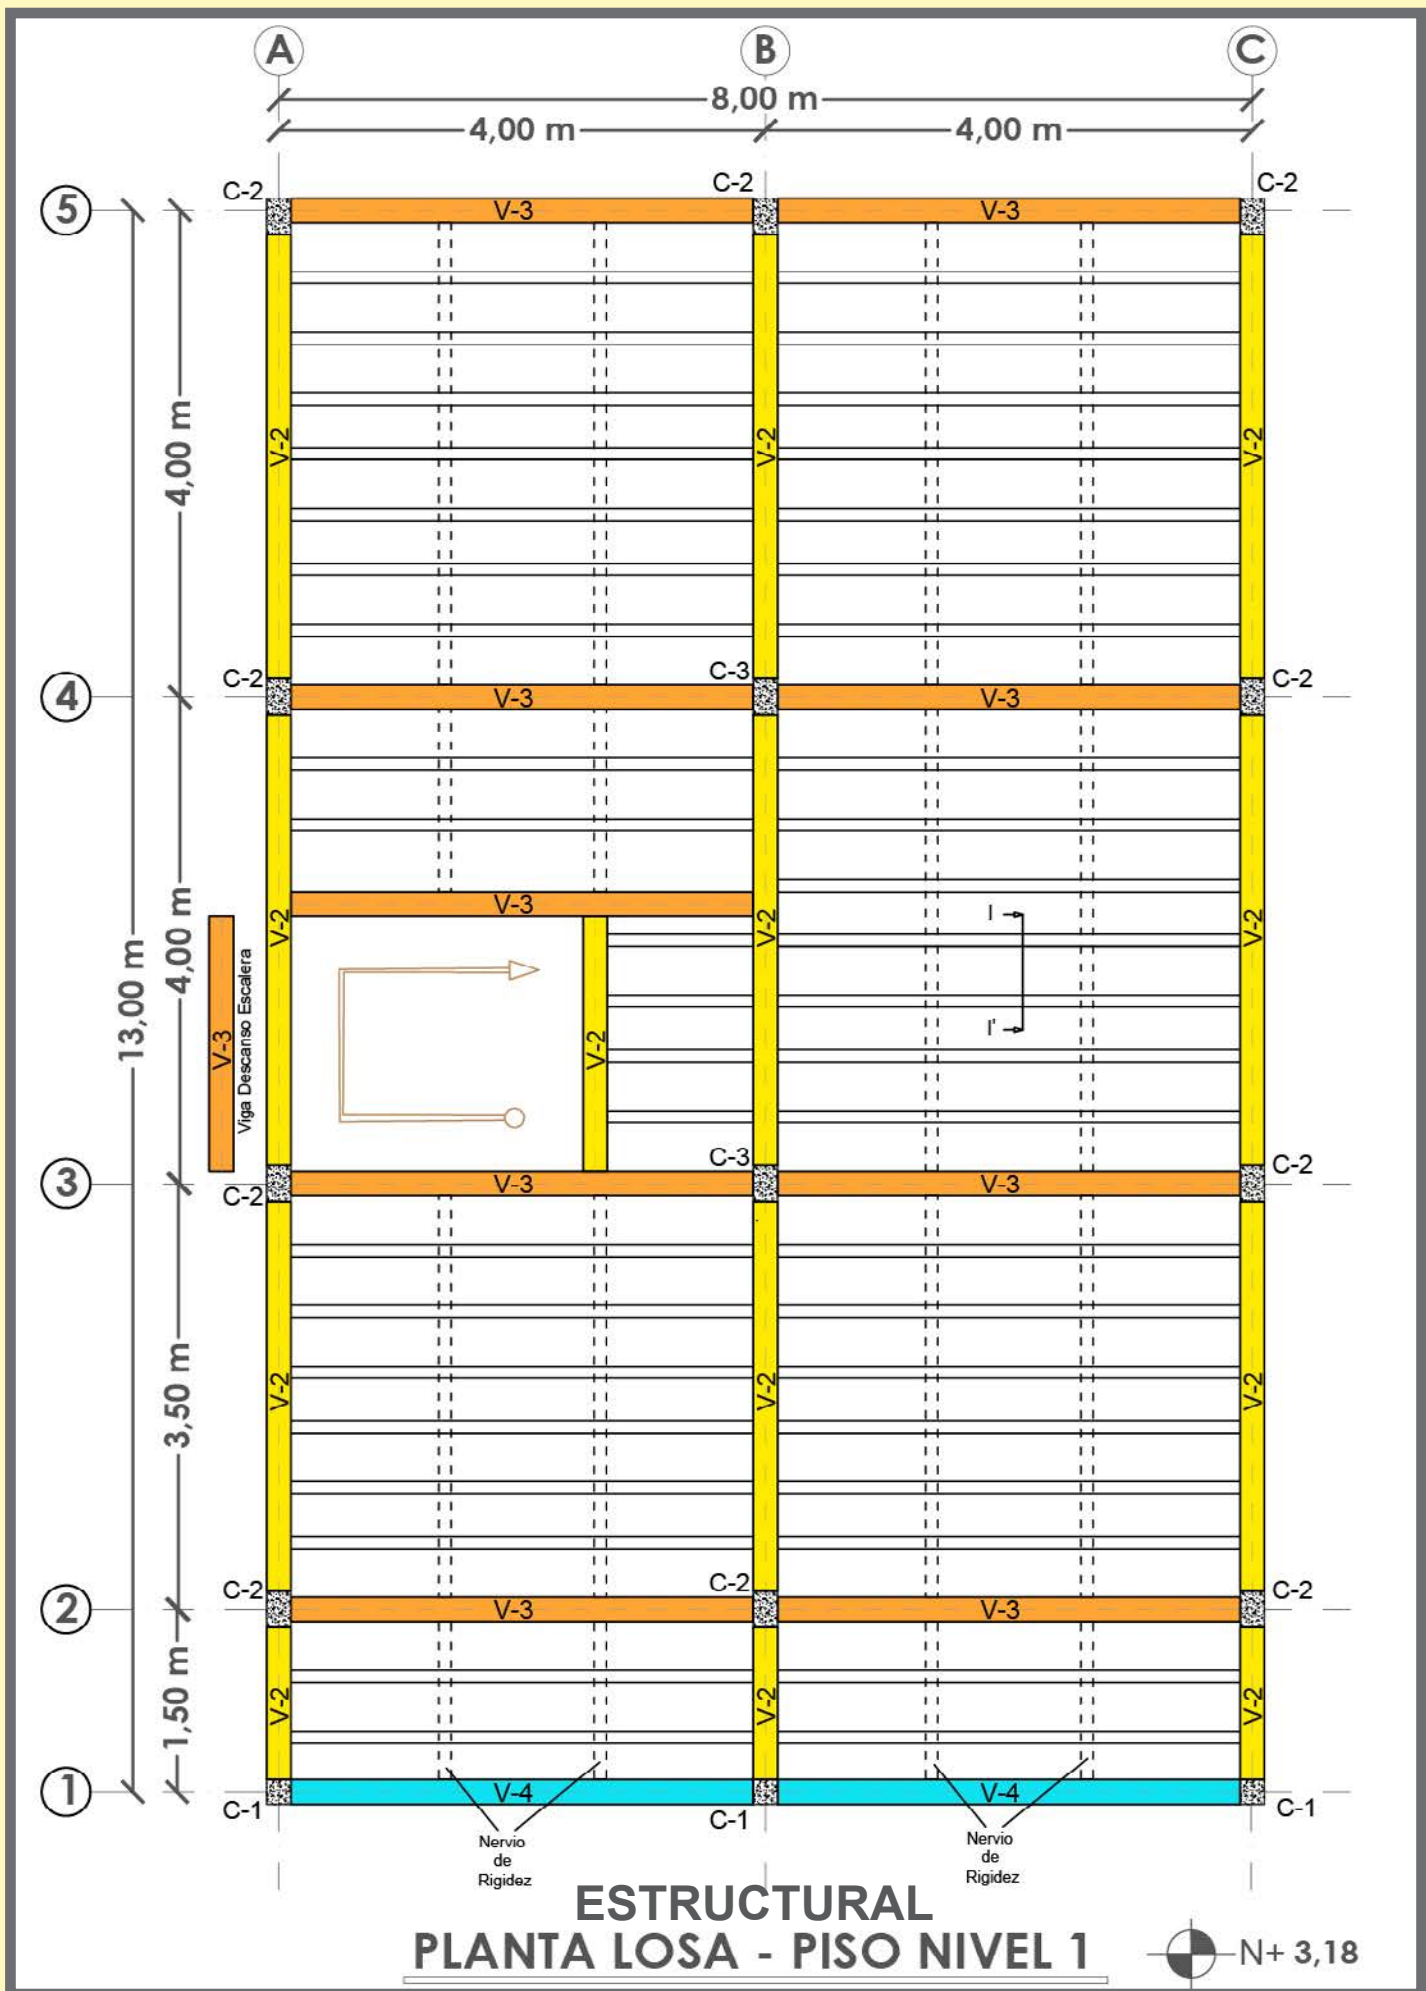 A
B
C
8,00 m
4,00 m
4,00 m
C-2
C-2
C-2
5
V-3
V-3
4,00 m
V-2
V-2
V-2
C-2
C-3
C-2
4
V-3
V-3
13,00 m
4,00 m
V-2
V-3
V-2
V-2
I
I'
V-3
Viga Descanso Escalera
V-2
C-3
C-2
3
C-2
V-3
V-3
3,50 m
V-2
V-2
V-2
C-2
C-2
C-2
2
V-3
V-3
1,50 m
V-2
V-2
V-2
1
C-1
V-4
C-1
V-4
C-1
Nervio
de
Rigidez
Nervio
de
Rigidez
ESTRUCTURAL
PLANTA LOSA - PISO NIVEL 1
N+ 3,18